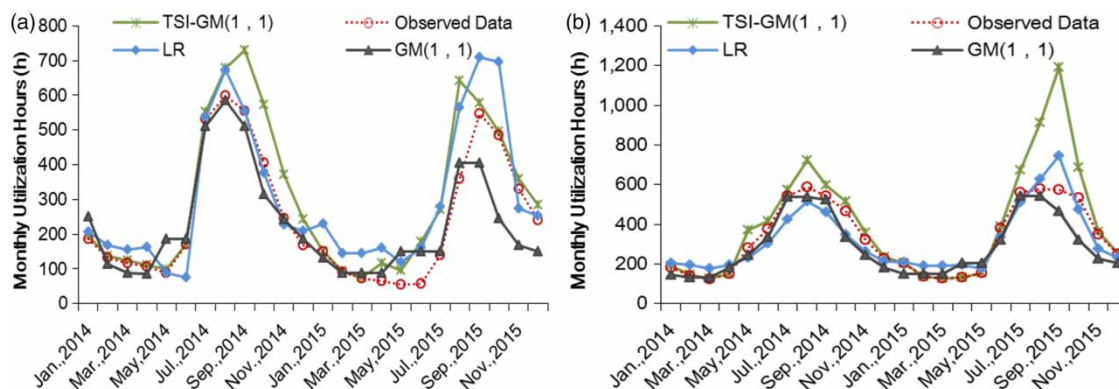 (a)
TSI-GM(1 , 1)
Observed Data
LR
GM(1 , 1)
Monthly Utilization Hours (h)
800
700
600
500
400
300
200
100
0
Jan.,2014
Mar.,2014
May.,2014
Jul.,2014
Sep.,2014
Nov.,2014
Jan.,2015
Mar.,2015
May.,2015
Jul.,2015
Sep.,2015
Nov.,2015
(b)
TSI-GM(1 , 1)
Observed Data
LR
GM(1 , 1)
Monthly Utilization Hours (h)
1,400
1,200
1,000
800
600
400
200
0
Jan.,2014
Mar.,2014
May.,2014
Jul.,2014
Sep.,2014
Nov.,2014
Jan.,2015
Mar.,2015
May.,2015
Jul.,2015
Sep.,2015
Nov.,2015